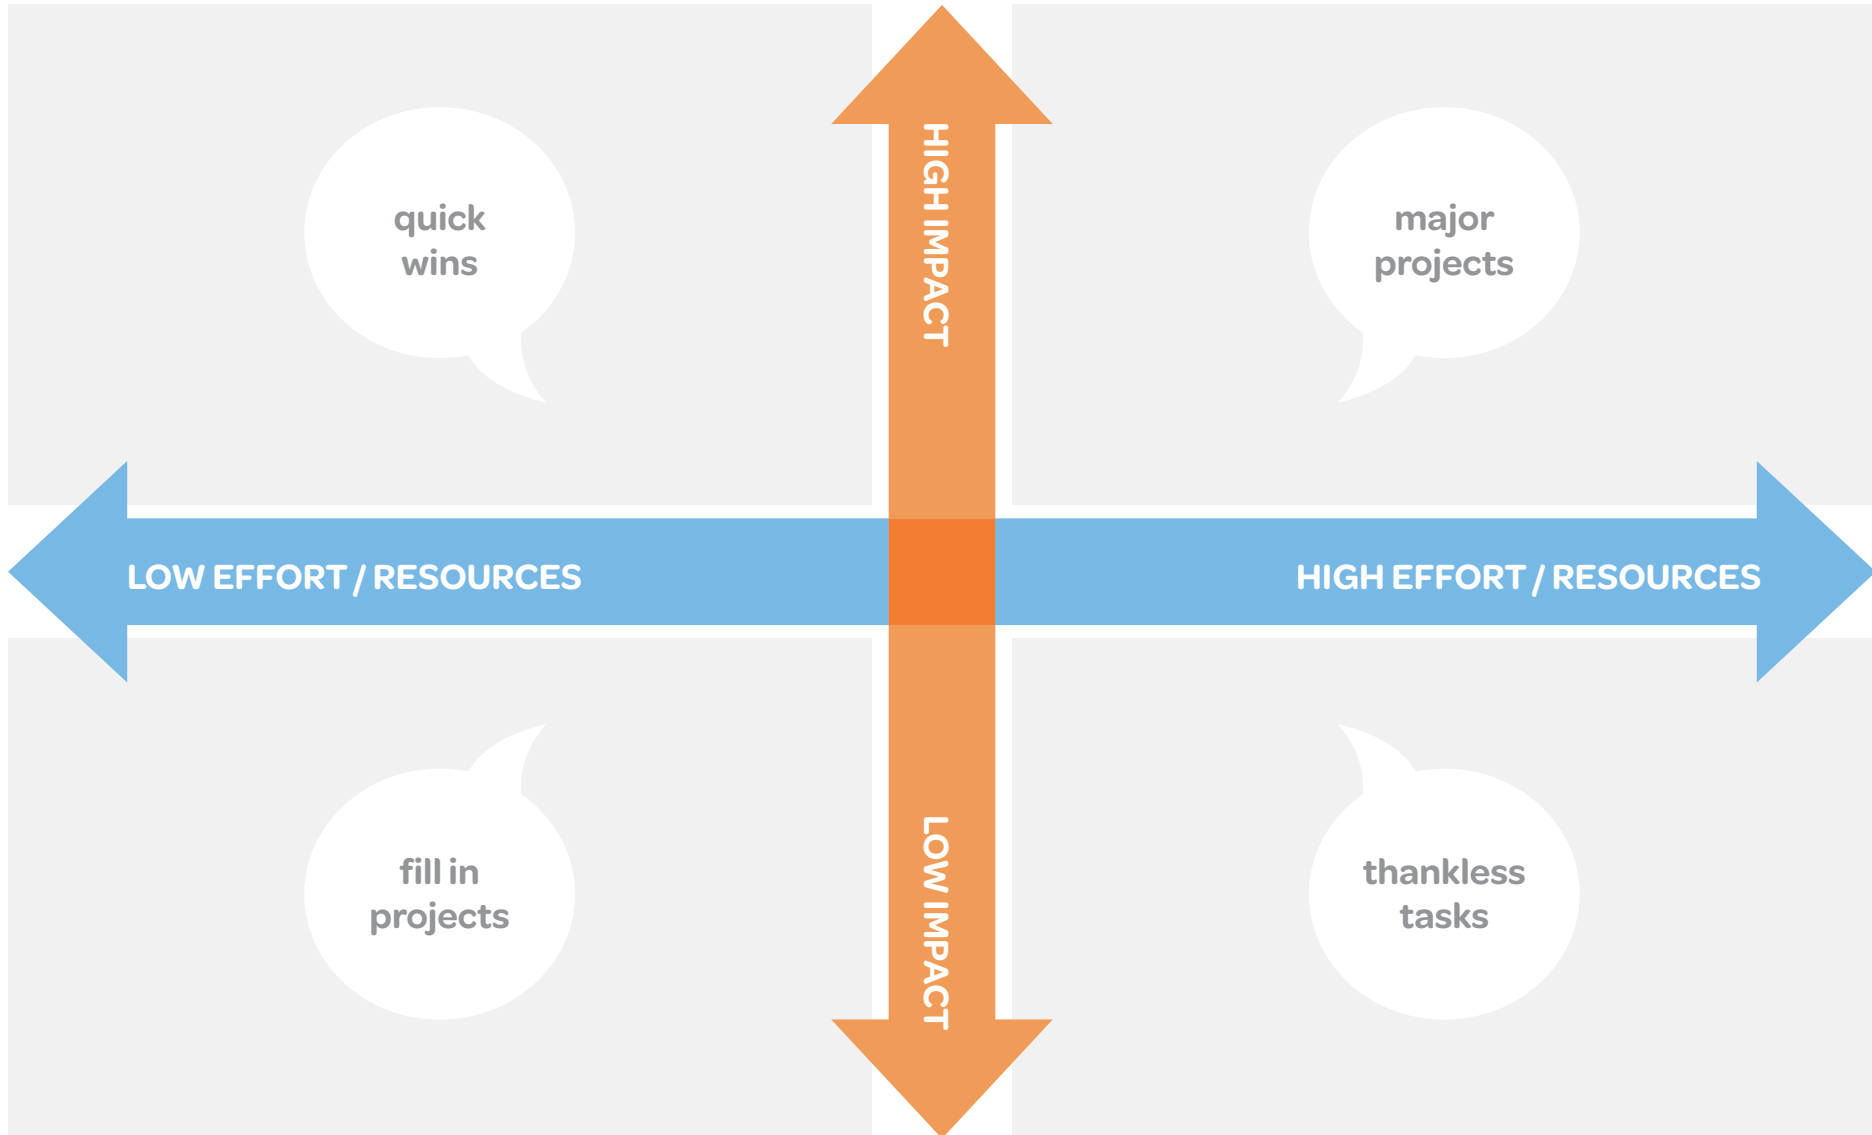 quick
wins
HIGH IMPACT
major
projects
LOW EFFORT / RESOURCES
HIGH EFFORT / RESOURCES
fill in
projects
LOW IMPACT
thankless
tasks